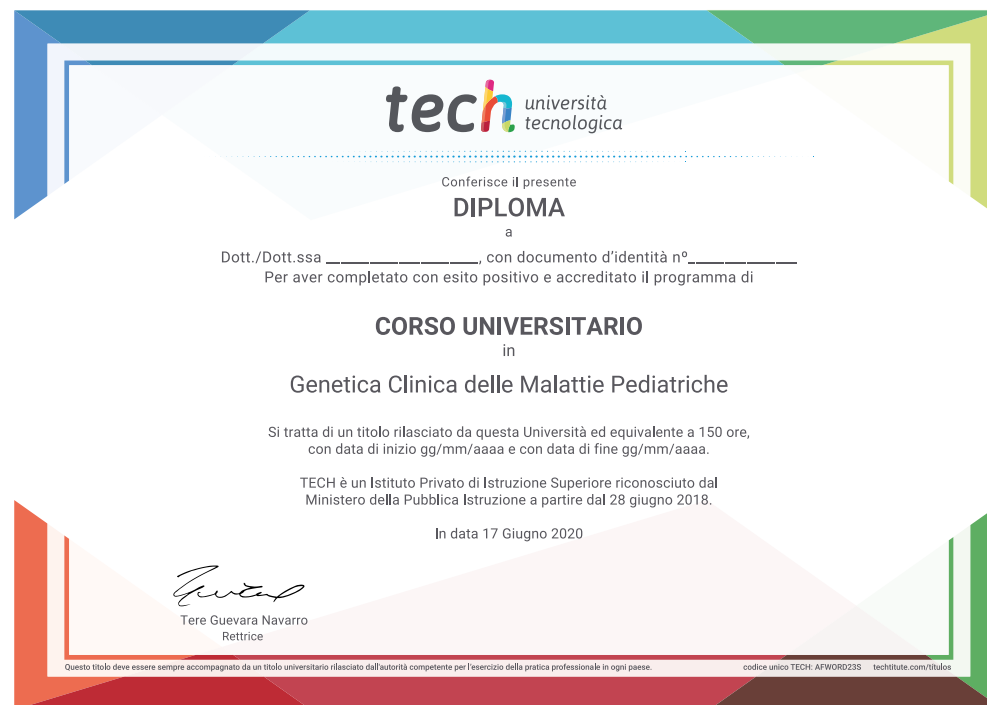 tech università
tecnologica
Conferisce il presente
DIPLOMA
a
Dott./Dott.ssa ____________________, con documento d'identità nº______________
Per aver completato con esito positivo e accreditato il programma di
CORSO UNIVERSITARIO
in
Genetica Clinica delle Malattie Pediatriche
Si tratta di un titolo rilasciato da questa Università ed equivalente a 150 ore,
con data di inizio gg/mm/aaaa e con data di fine gg/mm/aaaa.
TECH è un Istituto Privato di Istruzione Superiore riconosciuto dal
Ministero della Pubblica Istruzione a partire dal 28 giugno 2018.
In data 17 Giugno 2020
Tere Guevara Navarro
Rettrice
Questo titolo deve essere sempre accompagnato da un titolo universitario rilasciato dall'autorità competente per l'esercizio della pratica professionale in ogni paese. codice unico TECH: AFWORD23S techtitute.com/titulos